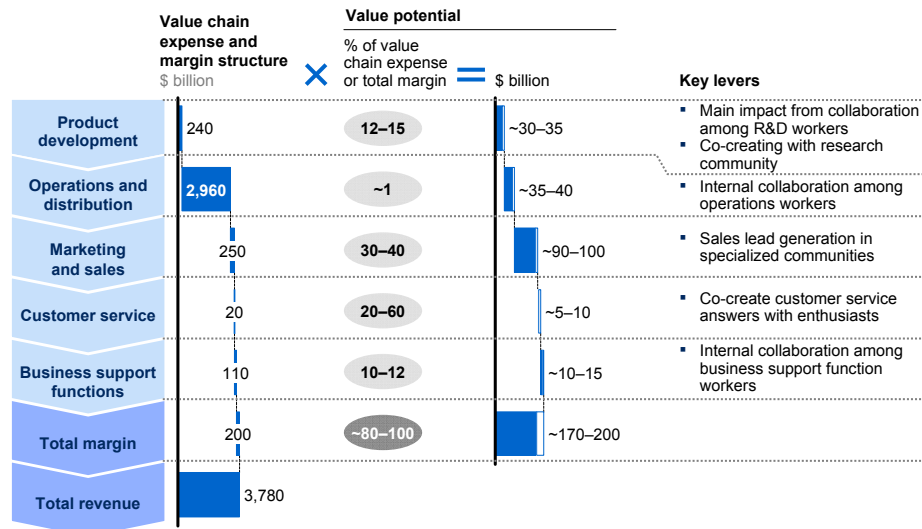 Value chain
expense and
margin structure
$ billion
Value potential
% of value
chain expense
or total margin
$ billion
Key levers
Product
development
240
12–15
~30–35
▪ Main impact from collaboration
among R&D workers
▪ Co-creating with research
community
Operations and
distribution
2,960
~1
~35–40
▪ Internal collaboration among
operations workers
Marketing
and sales
250
30–40
~90–100
▪ Sales lead generation in
specialized communities
Customer service
20
20–60
~5–10
▪ Co-create customer service
answers with enthusiasts
Business support
functions
110
10–12
~10–15
▪ Internal collaboration among
business support function
workers
Total margin
200
~80–100
~170–200
Total revenue
3,780